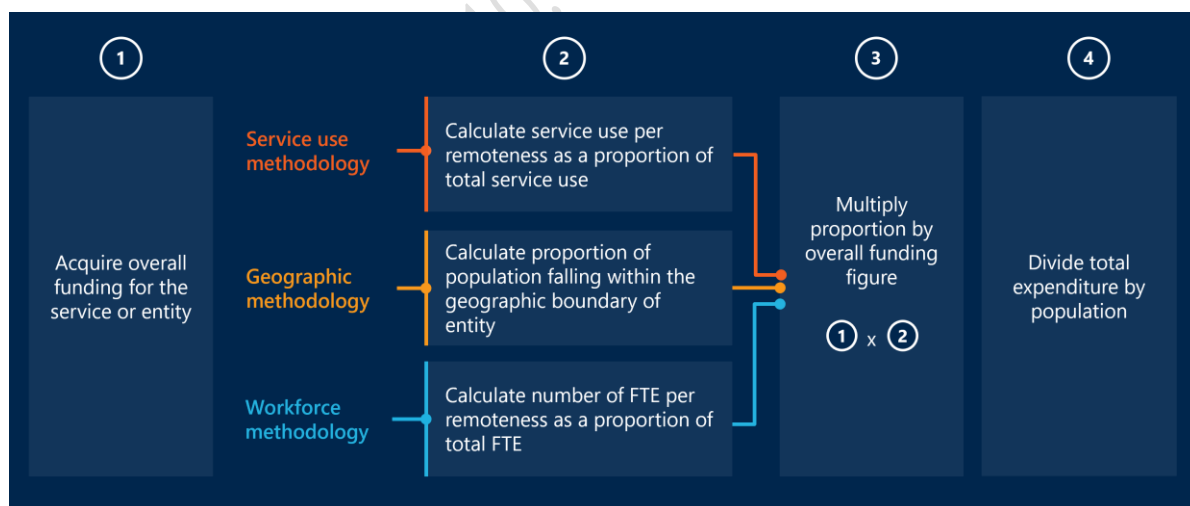 1
2
3
4
Acquire overall
funding for the
service or entity
Service use
methodology
Calculate service use per
remoteness as a proportion of
total service use
Geographic
methodology
Calculate proportion of
population falling within the
geographic boundary of
entity
Workforce
methodology
Calculate number of FTE per
remoteness as a proportion of
total FTE
Multiply
proportion by
overall funding
figure
1 x 2
Divide total
expenditure by
population